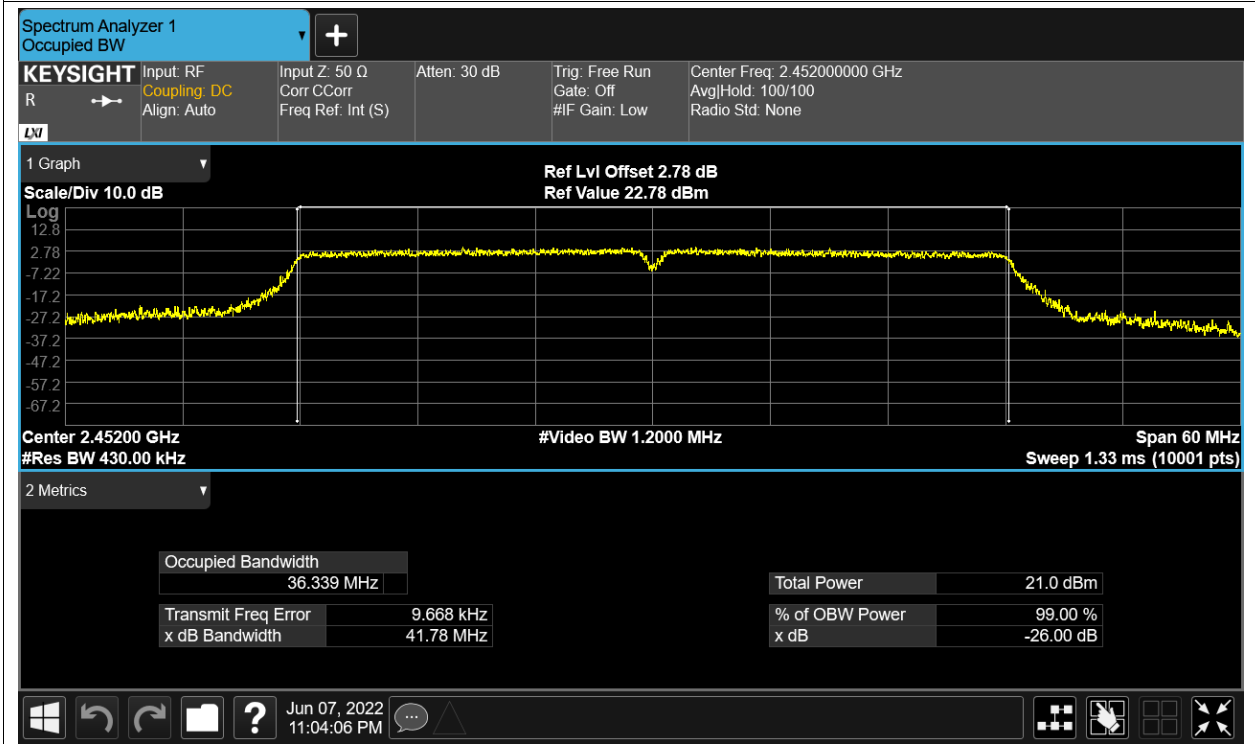 Spectrum Analyzer 1
Occupied BW
KEYSIGHT
R
LXI
Input: RF
Coupling: DC
Align: Auto
Input Z: 50 Ω
Corr CCorr
Freq Ref: Int (S)
Atten: 30 dB
Trig: Free Run
Gate: Off
#IF Gain: Low
Center Freq: 2.452000000 GHz
Avg|Hold: 100/100
Radio Std: None
1 Graph
Scale/Div 10.0 dB
Ref Lvl Offset 2.78 dB
Ref Value 22.78 dBm
Log
12.8
2.78
-7.22
-17.2
-27.2
-37.2
-47.2
-57.2
-67.2
Center 2.45200 GHz
#Video BW 1.2000 MHz
Span 60 MHz
#Res BW 430.00 kHz
Sweep 1.33 ms (10001 pts)
2 Metrics
Occupied Bandwidth
36.339 MHz
Transmit Freq Error 9.668 kHz
x dB Bandwidth 41.78 MHz
Total Power 21.0 dBm
% of OBW Power 99.00 %
x dB -26.00 dB
?
Jun 07, 2022
11:04:06 PM